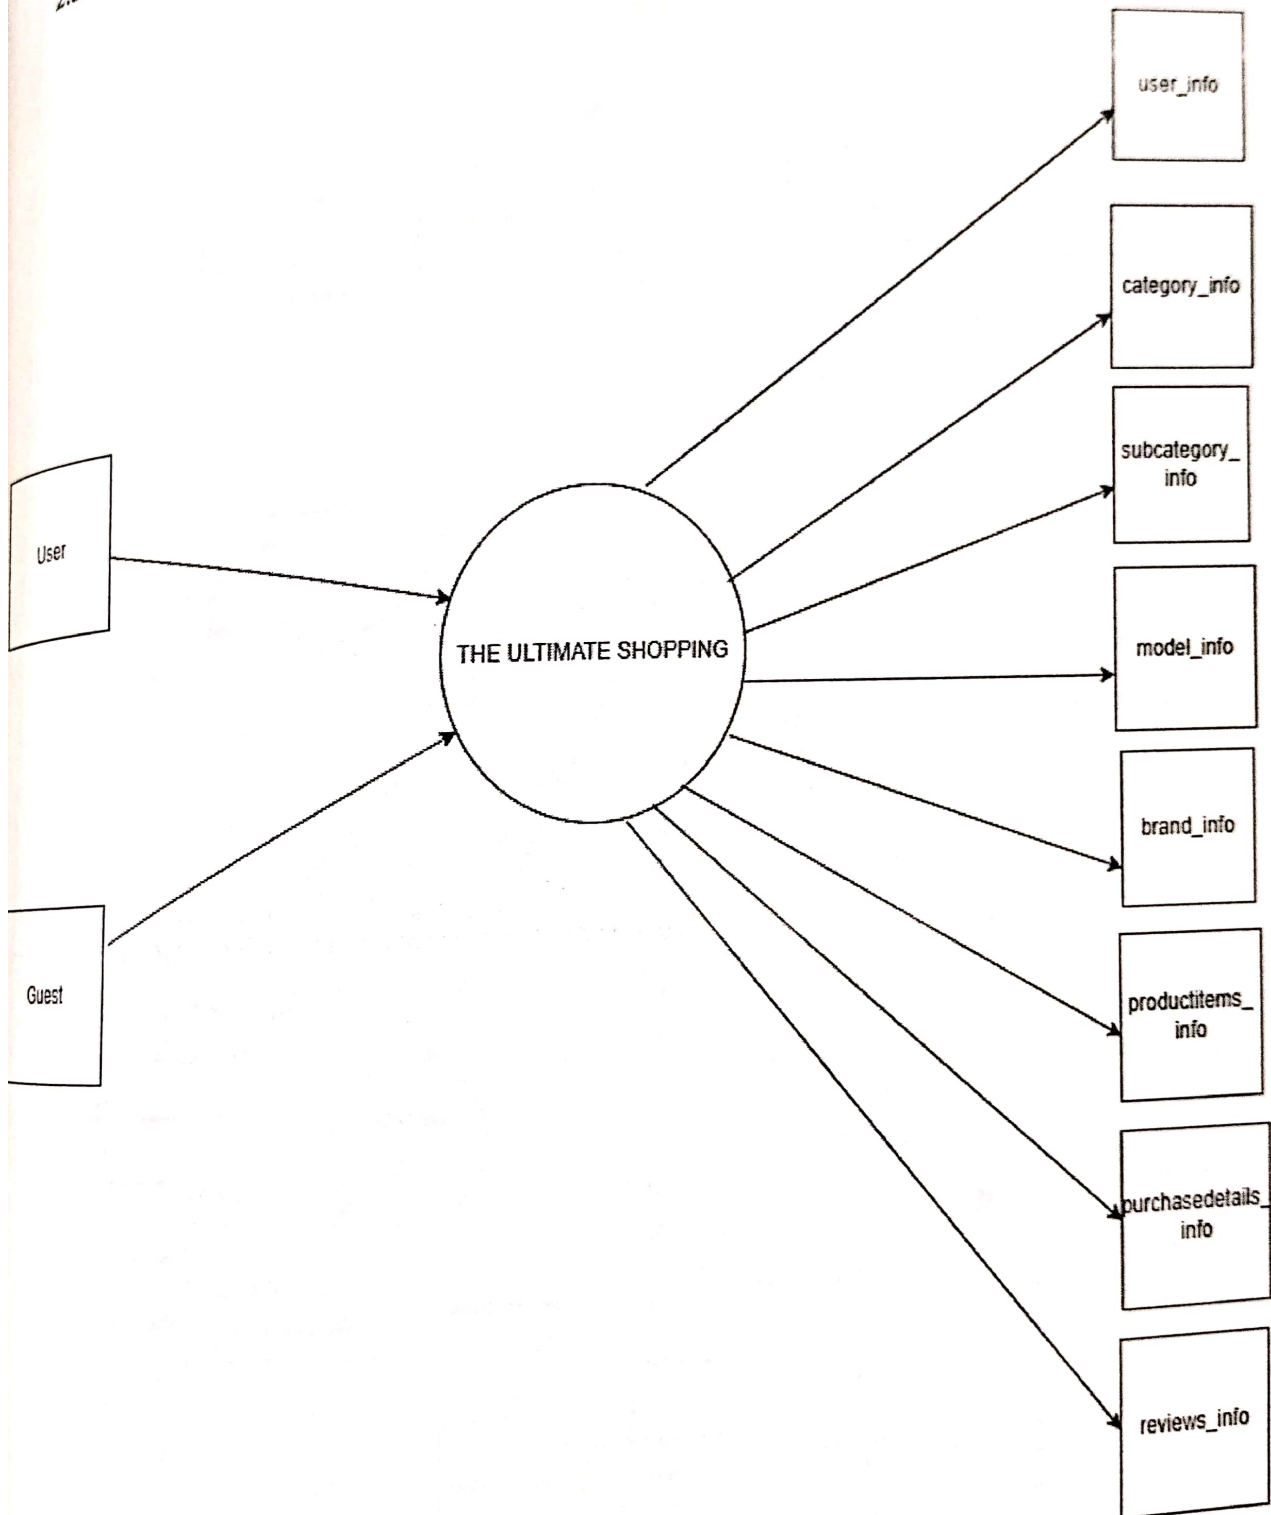 User
Guest
THE ULTIMATE SHOPPING
user_info
category_info
subcategory_
info
model_info
brand_info
productitems_
info
purchasedetails_
info
reviews_info